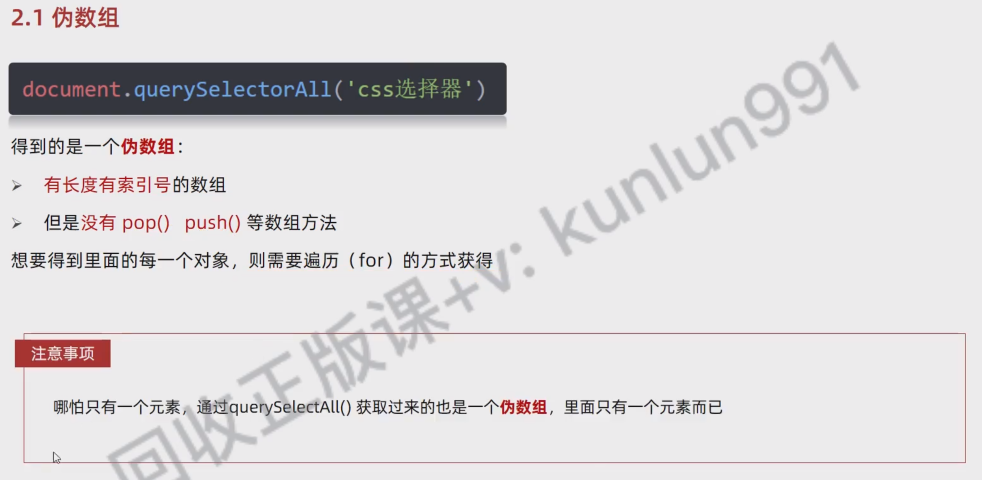 2.1 伪数组
document.querySelectorAll('css选择器')
得到的是一个伪数组：
➢ 有长度有索引号的数组
➢ 但是没有 pop() push() 等数组方法
想要得到里面的每一个对象，则需要遍历（for）的方式获得
注意事项
哪怕只有一个元素，通过querySelectAll() 获取过来的也是一个伪数组，里面只有一个元素而已
回收正版课+v: kunlun991